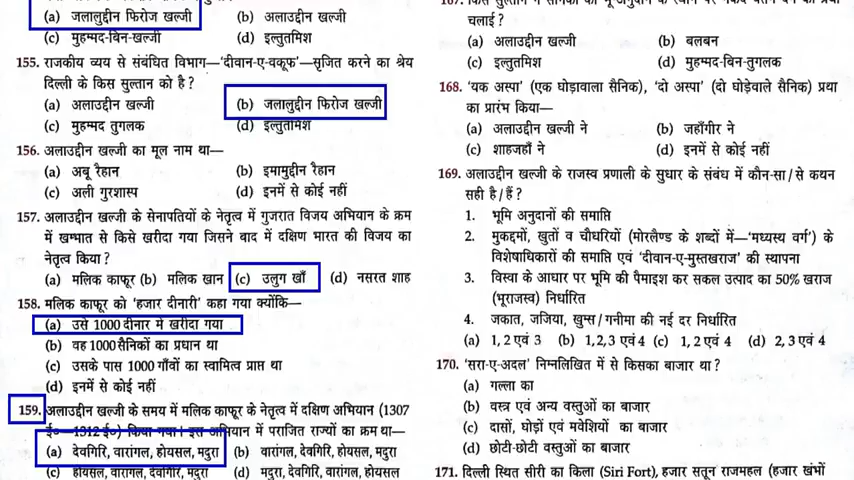 (a) जलालुद्दीन फिरोज खल्जी (b) अलाउद्दीन खल्जी
(c) मुहम्मद-बिन-खल्जी (d) इल्तुतमिश
155. राजकीय व्यय से संबंधित विभाग—'दीवान-ए-वकूफ'—सृजित करने का श्रेय
दिल्ली के किस सुल्तान को है ?
(a) अलाउद्दीन खल्जी (b) जलालुद्दीन फिरोज खल्जी
(c) मुहम्मद तुगलक (d) इल्तुतमिश
156. अलाउद्दीन खल्जी का मूल नाम था—
(a) अबू रैहान (b) इमामुद्दीन रैहान
(c) अली गुरशास्प (d) इनमें से कोई नहीं
157. अलाउद्दीन खल्जी के सेनापतियों के नेतृत्व में गुजरात विजय अभियान के क्रम
में खम्भात से किसे खरीदा गया जिसने बाद में दक्षिण भारत की विजय का
नेतृत्व किया ?
(a) मलिक काफूर (b) मलिक खान (c) उलुग खाँ (d) नसरत शाह
158. मलिक काफूर को 'हजार दीनारी' कहा गया क्योंकि—
(a) उसे 1000 दीनार में खरीदा गया
(b) वह 1000 सैनिकों का प्रधान था
(c) उसके पास 1000 गाँवों का स्वामित्व प्राप्त था
(d) इनमें से कोई नहीं
159. अलाउद्दीन खल्जी के समय में मलिक काफूर के नेतृत्व में दक्षिण अभियान (1307
ई०—1312 ई०) किया गया। इस अभियान में पराजित राज्यों का क्रम था—
(a) देवगिरि, वारांगल, होयसल, मदुरा (b) वारांगल, देवगिरि, होयसल, मदुरा
(c) होयसल, वारांगल, देवगिरि, मदुरा (d) मदुरा, देवगिरि, वारांगल, होयसल
चलाई ?
(a) अलाउद्दीन खल्जी (b) बलबन
(c) इल्तुतमिश (d) मुहम्मद-बिन-तुगलक
168. 'यक अस्पा' (एक घोड़ावाला सैनिक), 'दो अस्पा' (दो घोड़ेवाले सैनिक) प्रथा
का प्रारंभ किया—
(a) अलाउद्दीन खल्जी ने (b) जहाँगीर ने
(c) शाहजहाँ ने (d) इनमें से कोई नहीं
169. अलाउद्दीन खल्जी के राजस्व प्रणाली के सुधार के संबंध में कौन-सा/से कथन
सही है/हैं ?
1. भूमि अनुदानों की समाप्ति
2. मुकद्दमों, खुतों व चौधरियों (मोरलैण्ड के शब्दों में—'मध्यस्थ वर्ग') के
विशेषाधिकारों की समाप्ति एवं 'दीवान-ए-मुस्तखराज' की स्थापना
3. विस्वा के आधार पर भूमि की पैमाइश कर सकल उत्पाद का 50% खराज
(भूराजस्व) निर्धारित
4. जकात, जजिया, खुम्स/गनीमा की नई दर निर्धारित
(a) 1, 2 एवं 3 (b) 1, 2, 3 एवं 4 (c) 1, 2 एवं 4 (d) 2, 3 एवं 4
170. 'सरा-ए-अदल' निम्नलिखित में से किसका बाजार था ?
(a) गल्ला का
(b) वस्त्र एवं अन्य वस्तुओं का बाजार
(c) दासों, घोड़ों एवं मवेशियों का बाजार
(d) छोटी-छोटी वस्तुओं का बाजार
171. दिल्ली स्थित सीरी का किला (Siri Fort), हजार सतून राजमहल (हजार खंभों